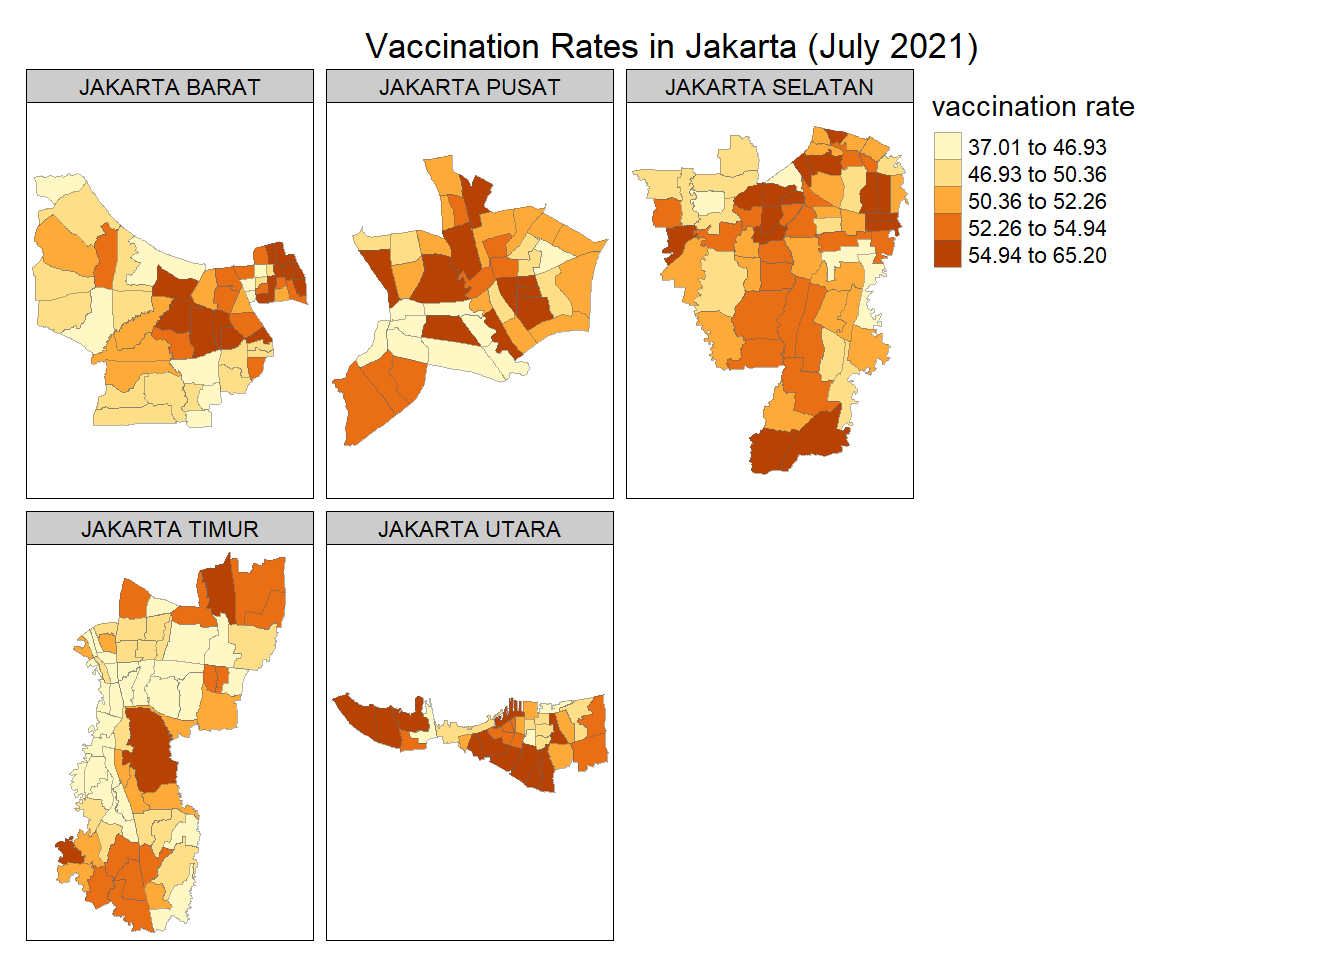 Vaccination Rates in Jakarta (July 2021)
JAKARTA BARAT
JAKARTA PUSAT
JAKARTA SELATAN
vaccination rate
37.01 to 46.93
46.93 to 50.36
50.36 to 52.26
52.26 to 54.94
54.94 to 65.20
JAKARTA TIMUR
JAKARTA UTARA